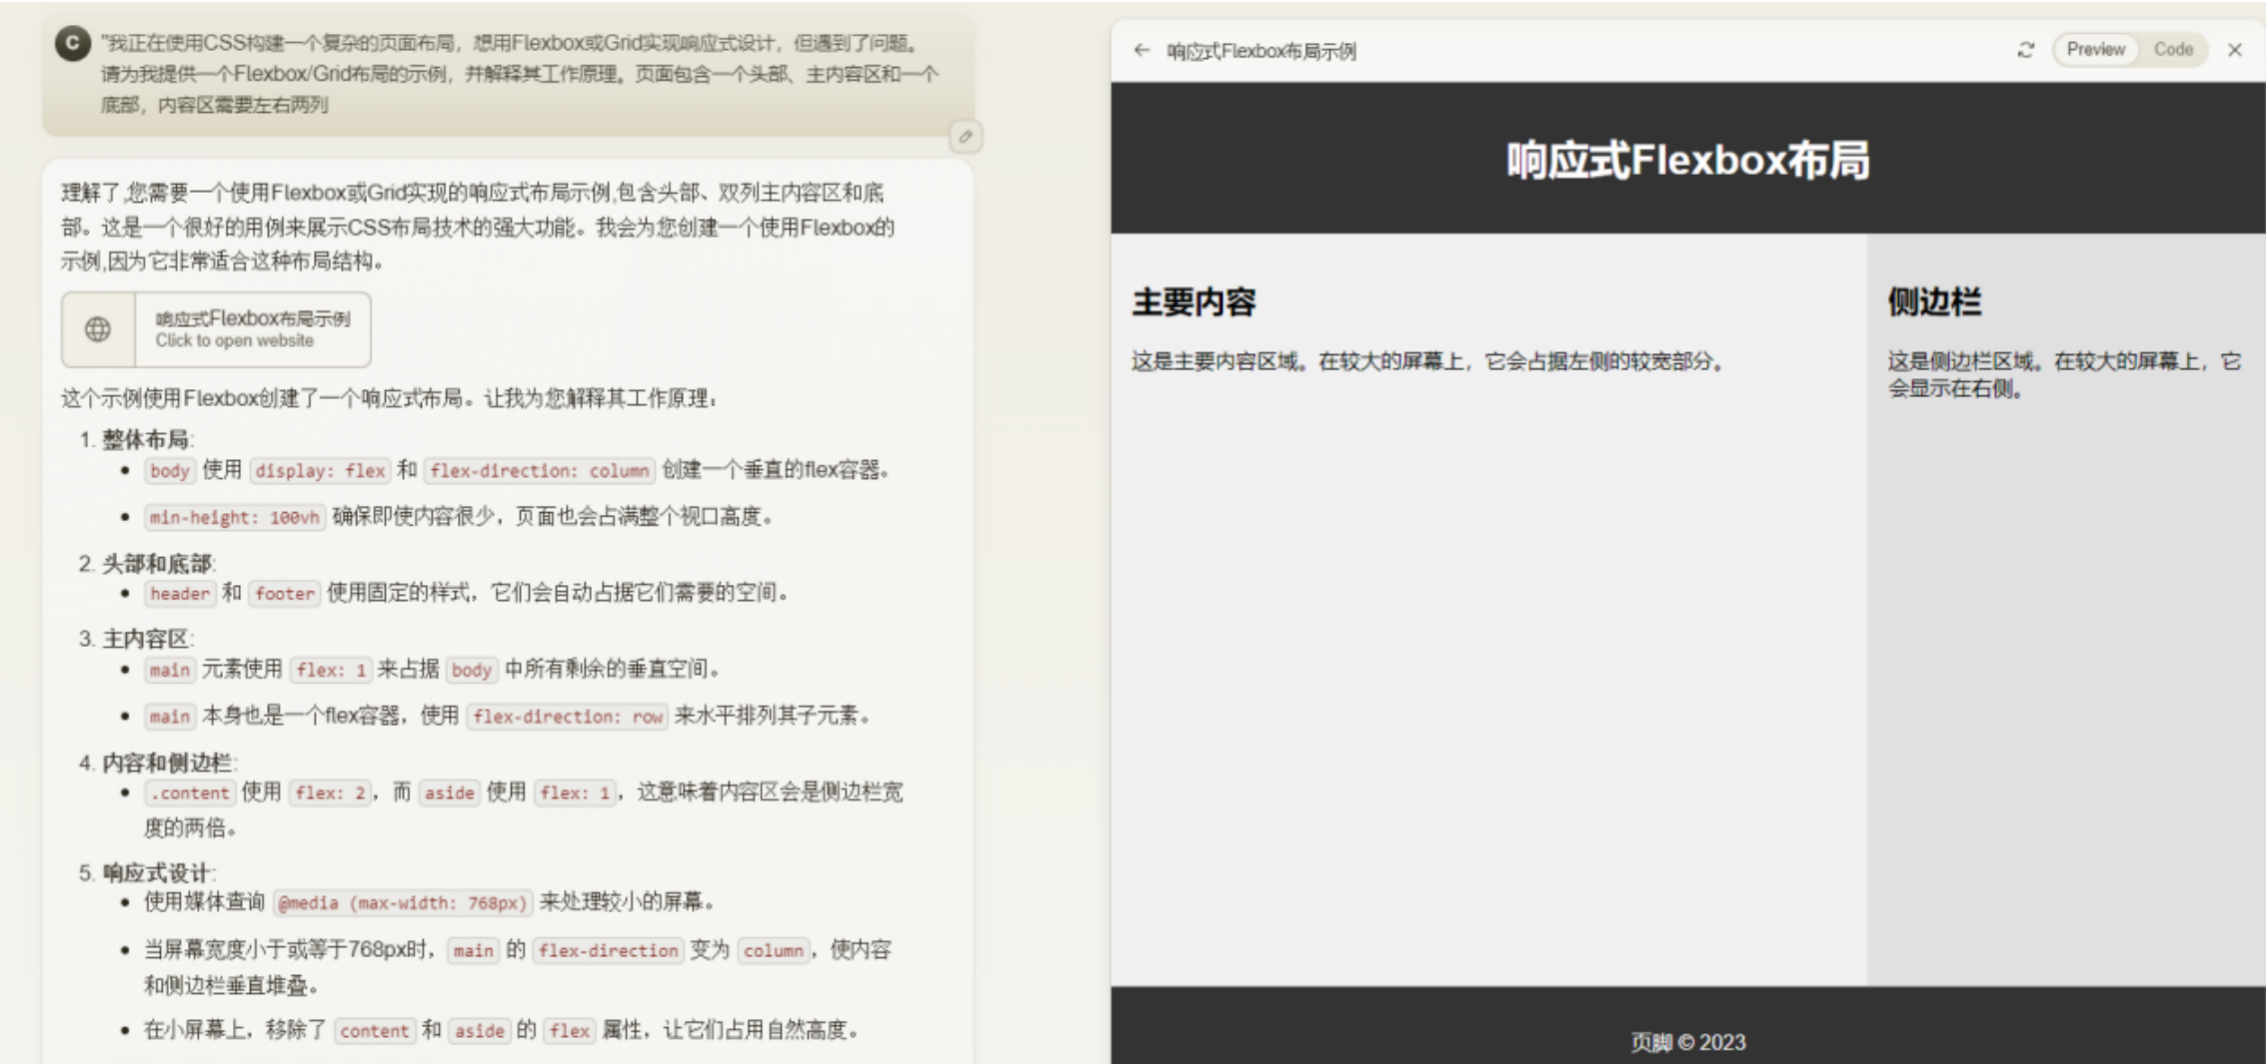 C
"我正在使用CSS构建一个复杂的页面布局，想用Flexbox或Grid实现响应式设计，但遇到了问题。
请为我提供一个Flexbox/Grid布局的示例，并解释其工作原理。页面包含一个头部、主内容区和一个
底部，内容区需要左右两列
理解了,您需要一个使用Flexbox或Grid实现的响应式布局示例,包含头部、双列主内容区和底
部。这是一个很好的用例来展示CSS布局技术的强大功能。我会为您创建一个使用Flexbox的
示例,因为它非常适合这种布局结构。
响应式Flexbox布局示例
Click to open website
这个示例使用Flexbox创建了一个响应式布局。让我为您解释其工作原理：
1. 整体布局:
• body 使用 display: flex 和 flex-direction: column 创建一个垂直的flex容器。
• min-height: 100vh 确保即使内容很少，页面也会占满整个视口高度。
2. 头部和底部:
• header 和 footer 使用固定的样式，它们会自动占据它们需要的空间。
3. 主内容区:
• main 元素使用 flex: 1 来占据 body 中所有剩余的垂直空间。
• main 本身也是一个flex容器，使用 flex-direction: row 来水平排列其子元素。
4. 内容和侧边栏:
• .content 使用 flex: 2，而 aside 使用 flex: 1，这意味着内容区会是侧边栏宽
度的两倍。
5. 响应式设计:
• 使用媒体查询 @media (max-width: 768px) 来处理较小的屏幕。
• 当屏幕宽度小于或等于768px时，main 的 flex-direction 变为 column，使内容
和侧边栏垂直堆叠。
• 在小屏幕上，移除了 content 和 aside 的 flex 属性，让它们占用自然高度。
响应式Flexbox布局示例
Preview
Code
响应式Flexbox布局
主要内容
这是主要内容区域。在较大的屏幕上，它会占据左侧的较宽部分。
侧边栏
这是侧边栏区域。在较大的屏幕上，它
会显示在右侧。
页脚 © 2023